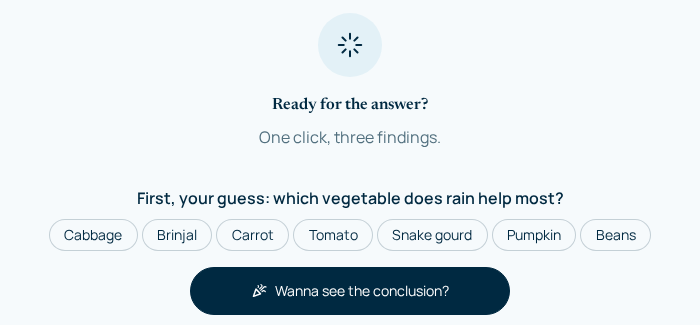 Ready for the answer?
One click, three findings.
First, your guess: which vegetable does rain help most?
Cabbage Brinjal Carrot Tomato Snake gourd Pumpkin Beans
Wanna see the conclusion?